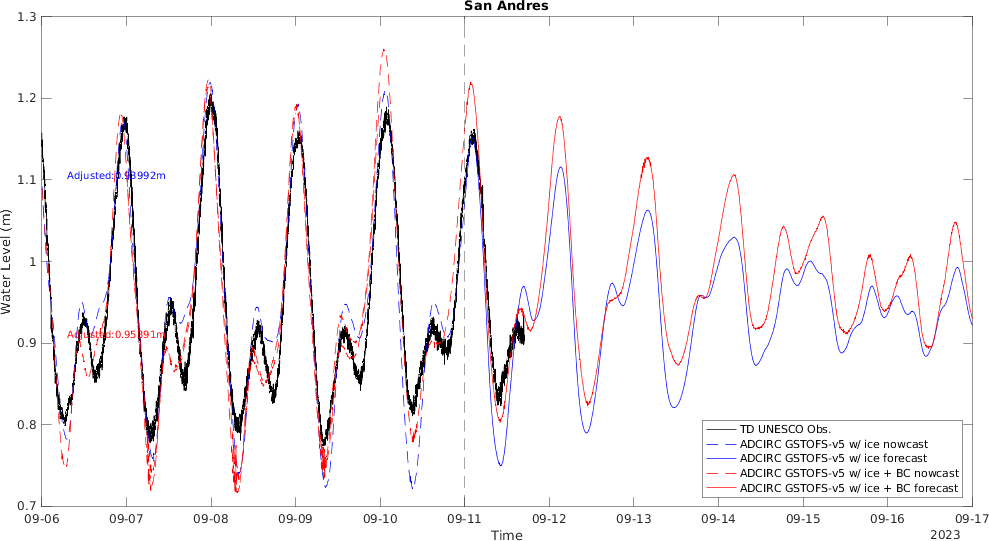 San Andres
1.3
1.2
1.1
1
0.9
0.8
0.7
Water Level (m)
Adjusted:0.93992m
Adjusted:0.95391m
TD UNESCO Obs.
ADCIRC GSTOFS-v5 w/ ice nowcast
ADCIRC GSTOFS-v5 w/ ice forecast
ADCIRC GSTOFS-v5 w/ ice + BC nowcast
ADCIRC GSTOFS-v5 w/ ice + BC forecast
09-06 09-07 09-08 09-09 09-10 09-11 09-12 09-13 09-14 09-15 09-16 09-17
Time
2023